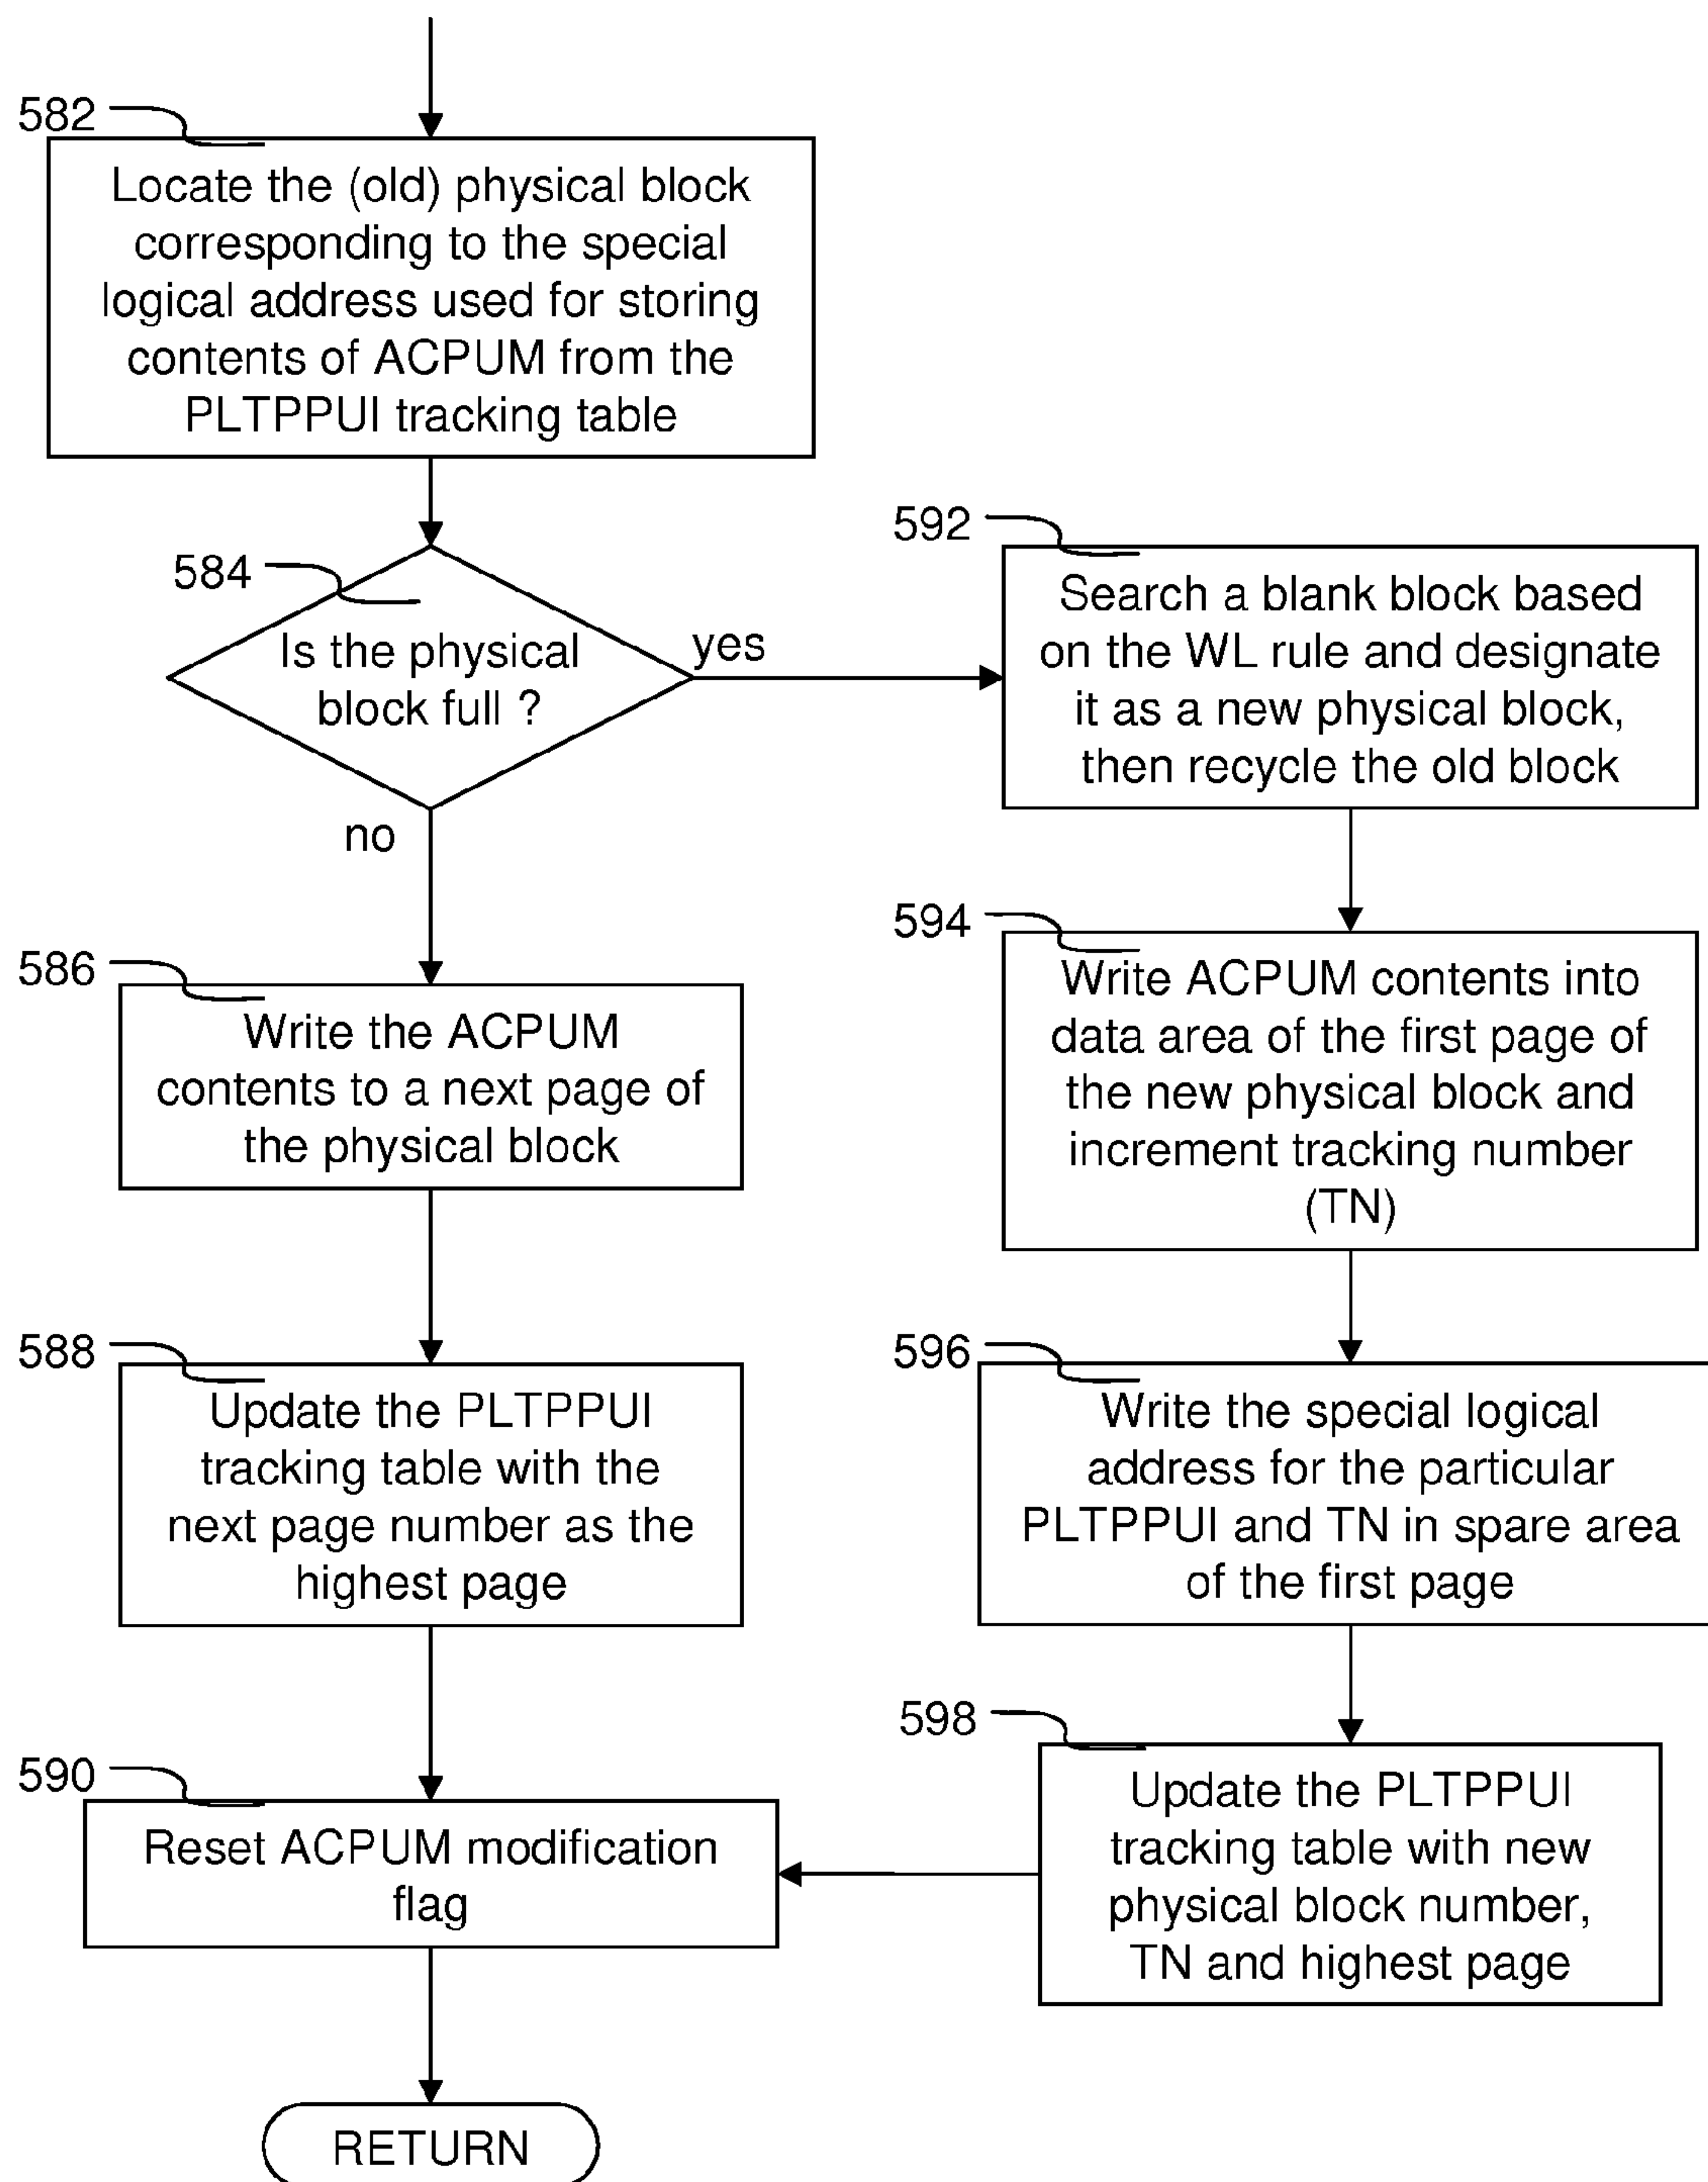 582
Locate the (old) physical block
corresponding to the special
logical address used for storing
contents of ACPUM from the
PLTPPUI tracking table
584
Is the physical
block full ?
yes
no
586
Write the ACPUM
contents to a next page of
the physical block
588
Update the PLTPPUI
tracking table with the
next page number as the
highest page
590
Reset ACPUM modification
flag
RETURN
592
Search a blank block based
on the WL rule and designate
it as a new physical block,
then recycle the old block
594
Write ACPUM contents into
data area of the first page of
the new physical block and
increment tracking number
(TN)
596
Write the special logical
address for the particular
PLTPPUI and TN in spare area
of the first page
598
Update the PLTPPUI
tracking table with new
physical block number,
TN and highest page